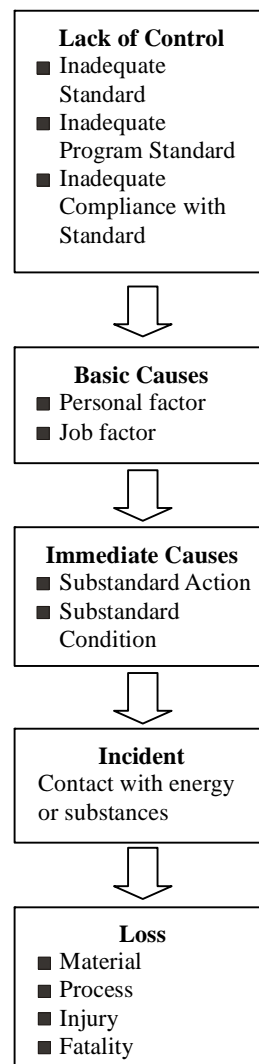 Lack of Control
■ Inadequate
Standard
■ Inadequate
Program Standard
■ Inadequate
Compliance with
Standard
Basic Causes
■ Personal factor
■ Job factor
Immediate Causes
■ Substandard Action
■ Substandard
Condition
Incident
Contact with energy
or substances
Loss
■ Material
■ Process
■ Injury
■ Fatality